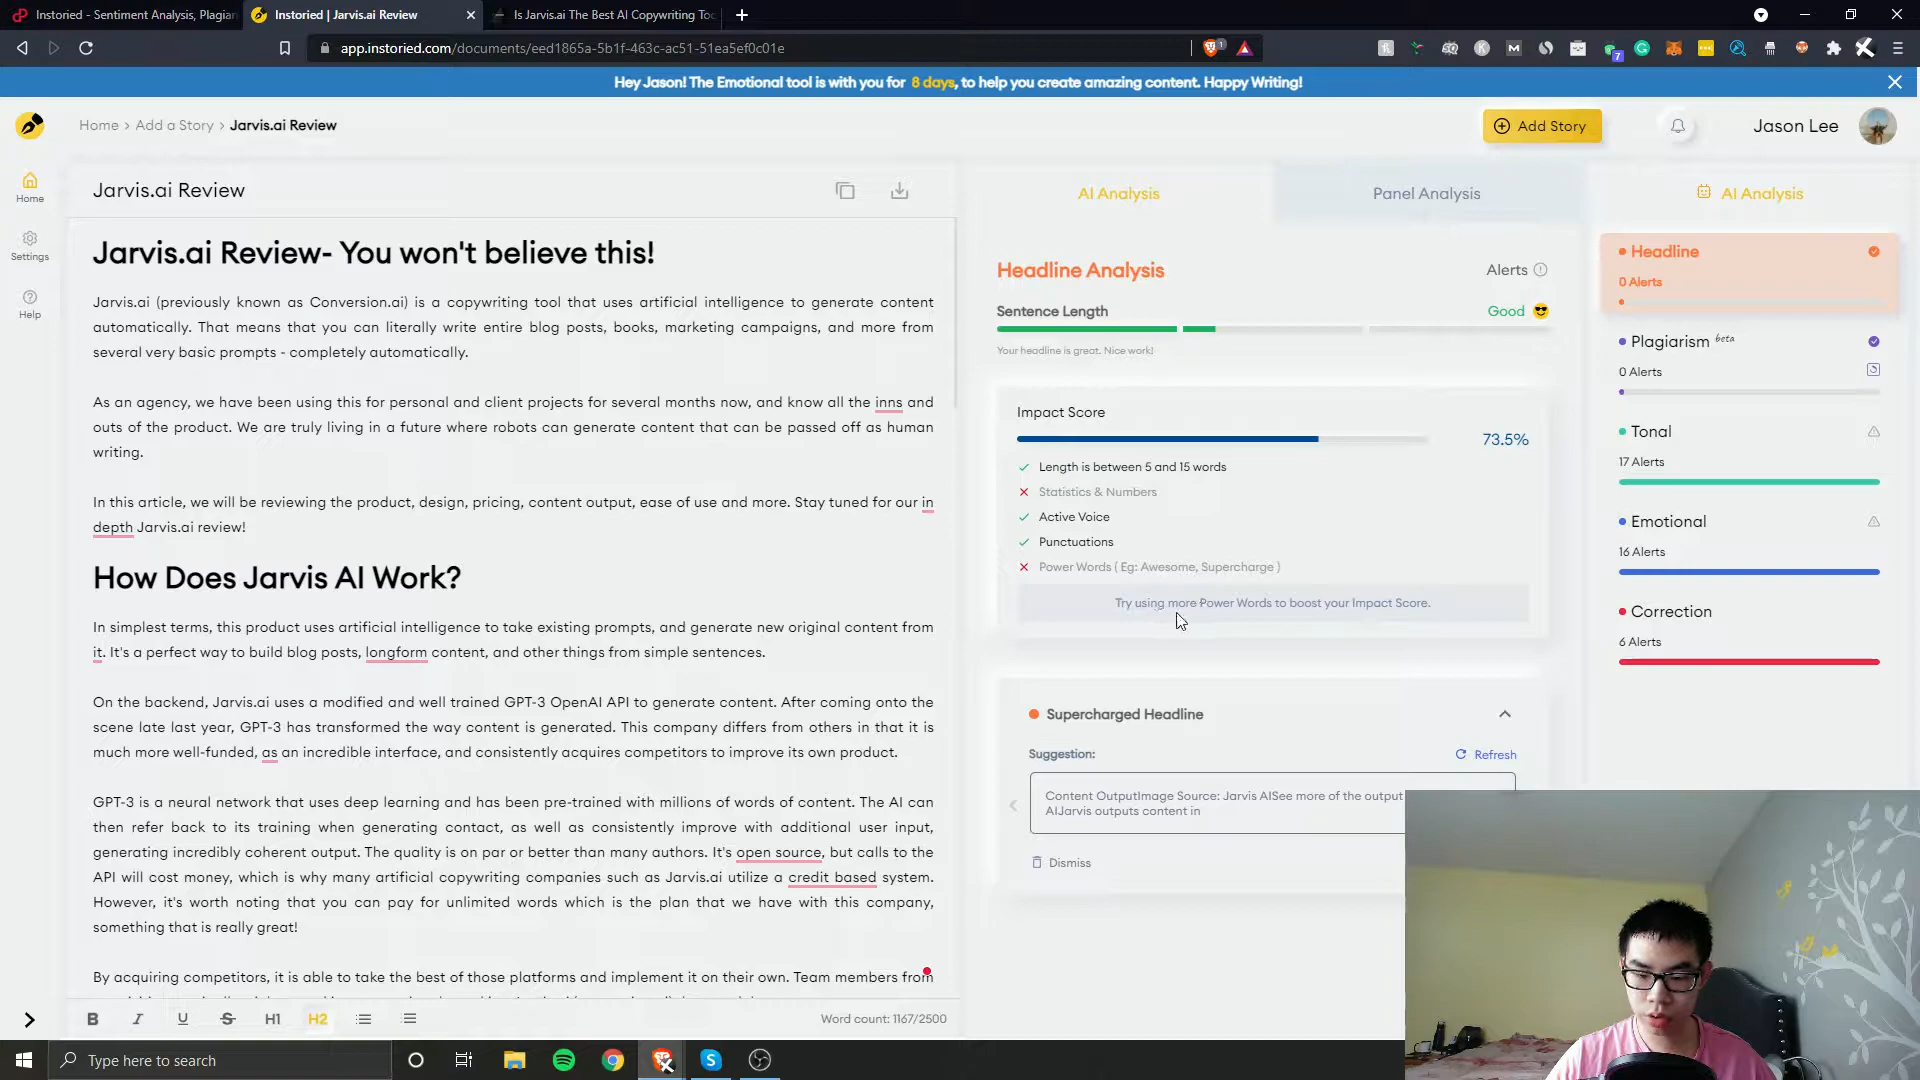 Instoried - Sentiment Analysis, Plagiar
Instoried | Jarvis.ai Review
Is Jarvis.ai The Best AI Copywriting Too
app.instoried.com/documents/eed1865a-5b1f-463c-ac51-51ea5ef0c01e
1
7
Hey Jason! The Emotional tool is with you for 8 days, to help you create amazing content. Happy Writing!
Home > Add a Story > Jarvis.ai Review
Add Story
Jason Lee
Home
Settings
Help
Jarvis.ai Review
Jarvis.ai Review- You won't believe this!
Jarvis.ai (previously known as Conversion.ai) is a copywriting tool that uses artificial intelligence to generate content
automatically. That means that you can literally write entire blog posts, books, marketing campaigns, and more from
several very basic prompts - completely automatically.
As an agency, we have been using this for personal and client projects for several months now, and know all the inns and
outs of the product. We are truly living in a future where robots can generate content that can be passed off as human
writing.
In this article, we will be reviewing the product, design, pricing, content output, ease of use and more. Stay tuned for our in
depth Jarvis.ai review!
How Does Jarvis AI Work?
In simplest terms, this product uses artificial intelligence to take existing prompts, and generate new original content from
it. It's a perfect way to build blog posts, longform content, and other things from simple sentences.
On the backend, Jarvis.ai uses a modified and well trained GPT-3 OpenAI API to generate content. After coming onto the
scene late last year, GPT-3 has transformed the way content is generated. This company differs from others in that it is
much more well-funded, as an incredible interface, and consistently acquires competitors to improve its own product.
GPT-3 is a neural network that uses deep learning and has been pre-trained with millions of words of content. The AI can
then refer back to its training when generating contact, as well as consistently improve with additional user input,
generating incredibly coherent output. The quality is on par or better than many authors. It's open source, but calls to the
API will cost money, which is why many artificial copywriting companies such as Jarvis.ai utilize a credit based system.
However, it's worth noting that you can pay for unlimited words which is the plan that we have with this company,
something that is really great!
By acquiring competitors, it is able to take the best of those platforms and implement it on their own. Team members from
B I U S H1 H2
Word count: 1167/2500
AI Analysis
Panel Analysis
Headline Analysis
Alerts
Sentence Length
Good
Your headline is great. Nice work!
Impact Score
73.5%
Length is between 5 and 15 words
Statistics & Numbers
Active Voice
Punctuations
Power Words ( Eg: Awesome, Supercharge )
Try using more Power Words to boost your Impact Score.
Supercharged Headline
Suggestion:
Refresh
Content OutputImage Source: Jarvis AISee more of the output
AIJarvis outputs content in
Dismiss
AI Analysis
Headline
0 Alerts
Plagiarism beta
0 Alerts
Tonal
17 Alerts
Emotional
16 Alerts
Correction
6 Alerts
Type here to search